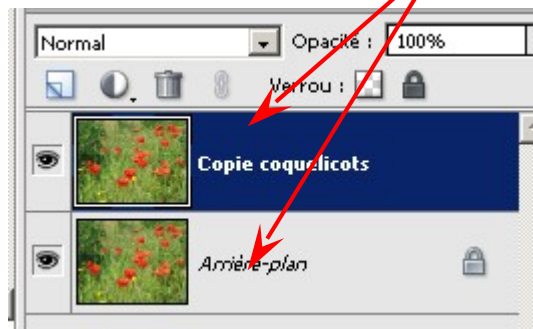 Normal Opacité : 100%
Verrou :
Copie coquelicots
Arrière-plan